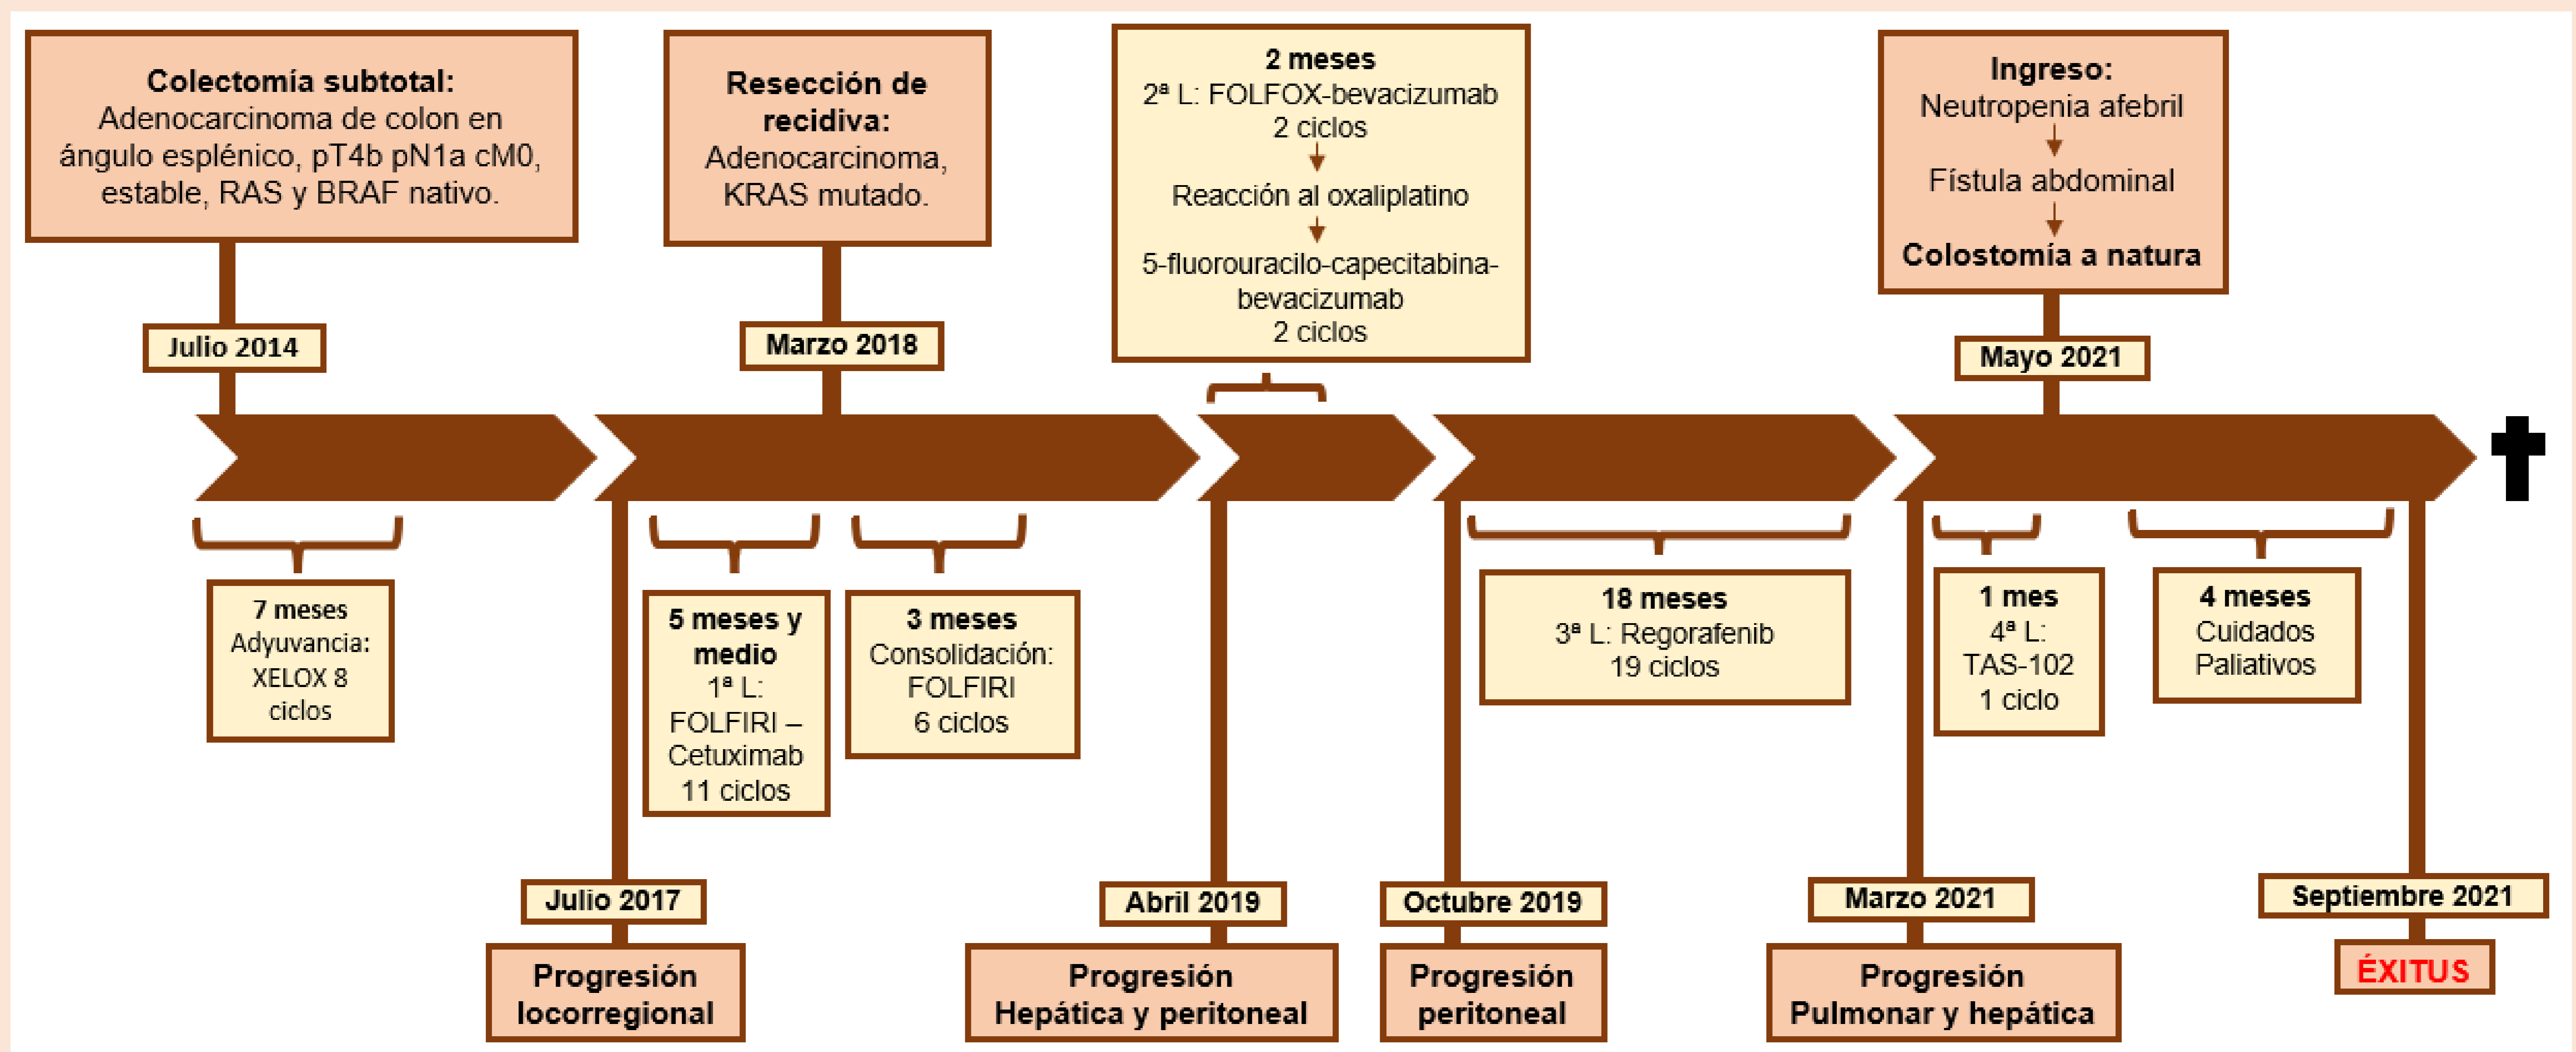 Colectomía subtotal:
Adenocarcinoma de colon en
ángulo esplénico, pT4b pN1a cM0,
estable, RAS y BRAF nativo.
Julio 2014
Resección de
recidiva:
Adenocarcinoma,
KRAS mutado.
Marzo 2018
2 meses
2ª L: FOLFOX-bevacizumab
2 ciclos
Reacción al oxaliplatino
5-fluorouracilo-capecitabina-
bevacizumab
2 ciclos
Ingreso:
Neutropenia afebril
Fístula abdominal
Colostomía a natura
Mayo 2021
7 meses
Adyuvancia:
XELOX 8
ciclos
5 meses y
medio
1ª L:
FOLFIRI –
Cetuximab
11 ciclos
3 meses
Consolidación:
FOLFIRI
6 ciclos
18 meses
3ª L: Regorafenib
19 ciclos
1 mes
4ª L:
TAS-102
1 ciclo
4 meses
Cuidados
Paliativos
Julio 2017
Progresión
locorregional
Abril 2019
Progresión
Hepática y peritoneal
Octubre 2019
Progresión
peritoneal
Marzo 2021
Progresión
Pulmonar y hepática
Septiembre 2021
ÉXITUS